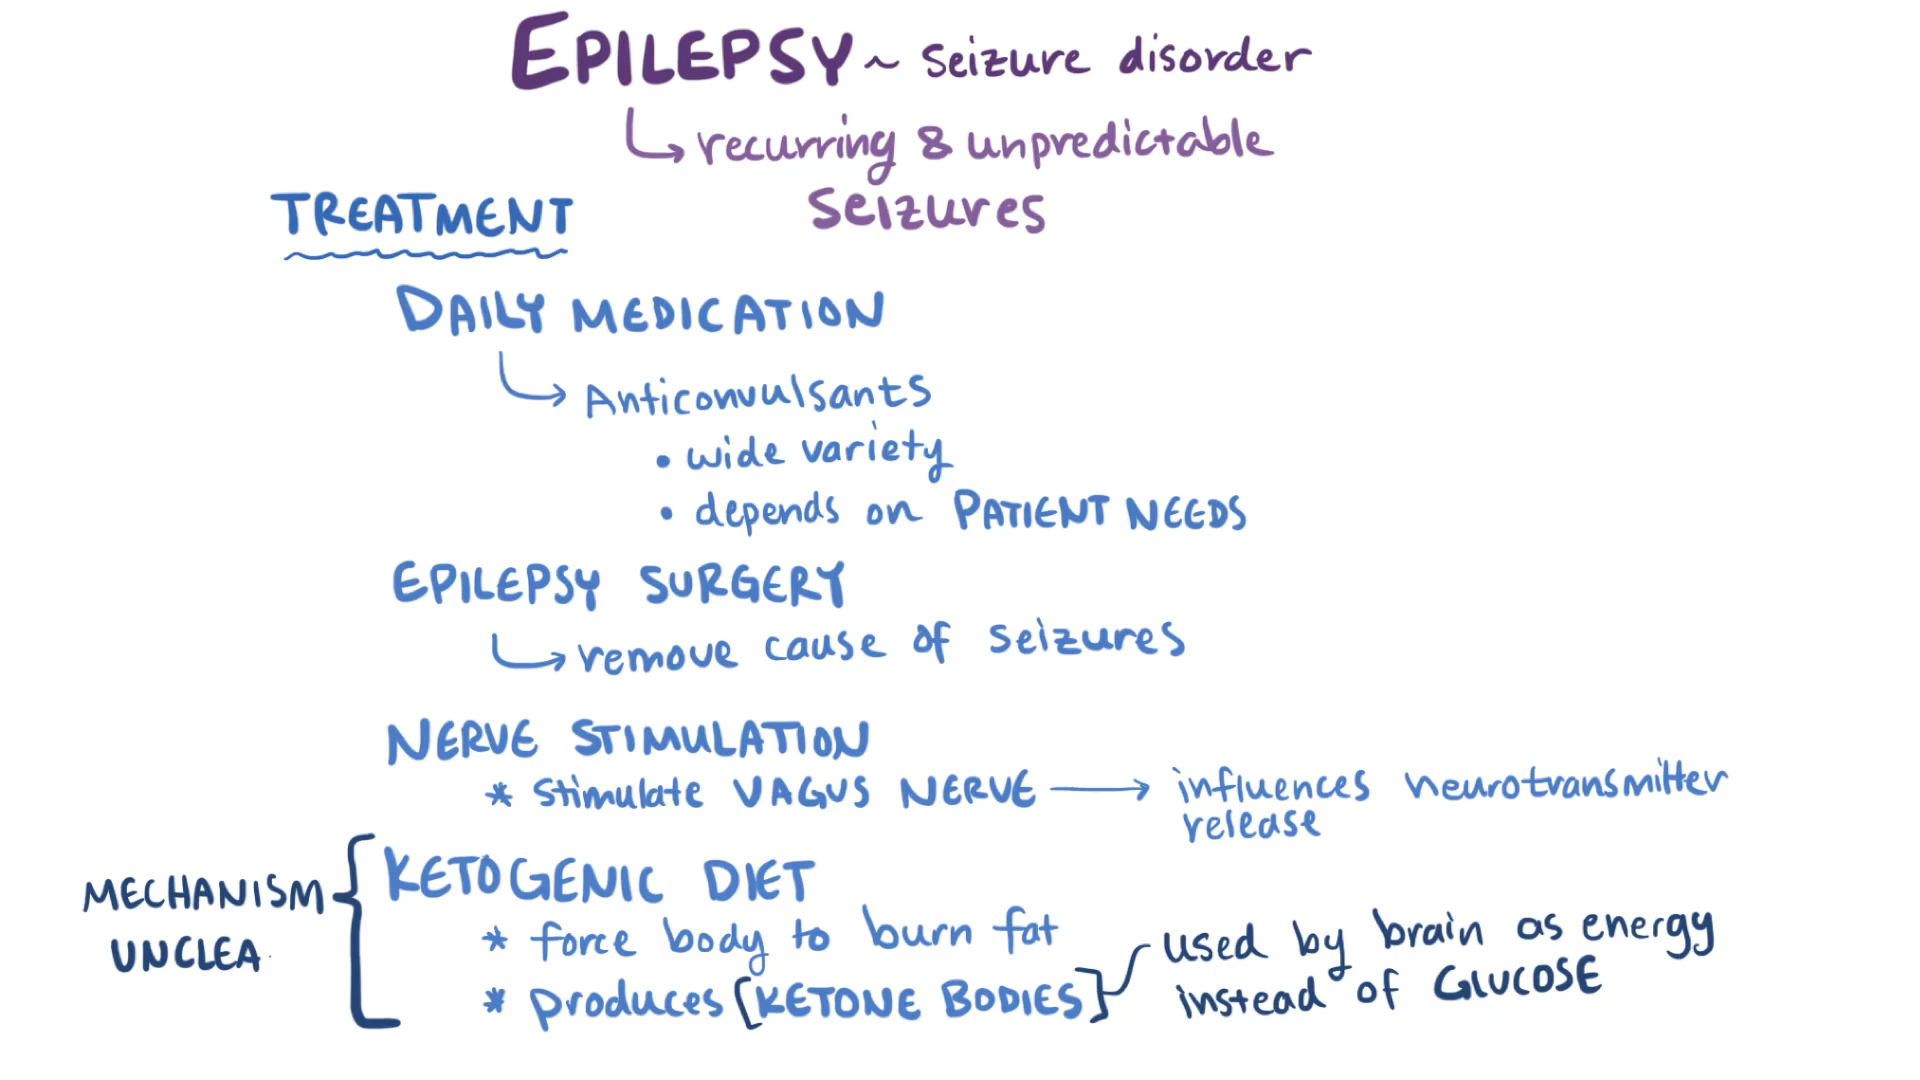 EPILEPSY ~ seizure disorder
recurring & unpredictable
seizures
TREATMENT
DAILY MEDICATION
Anticonvulsants
• wide variety
• depends on PATIENT NEEDS
EPILEPSY SURGERY
remove cause of seizures
NERVE STIMULATION
* stimulate VAGUS NERVE → influences neurotransmitter
release
MECHANISM
UNCLEA
KETOGENIC DIET
* force body to burn fat
* produces [KETONE BODIES]
used by brain as energy
instead of GLUCOSE